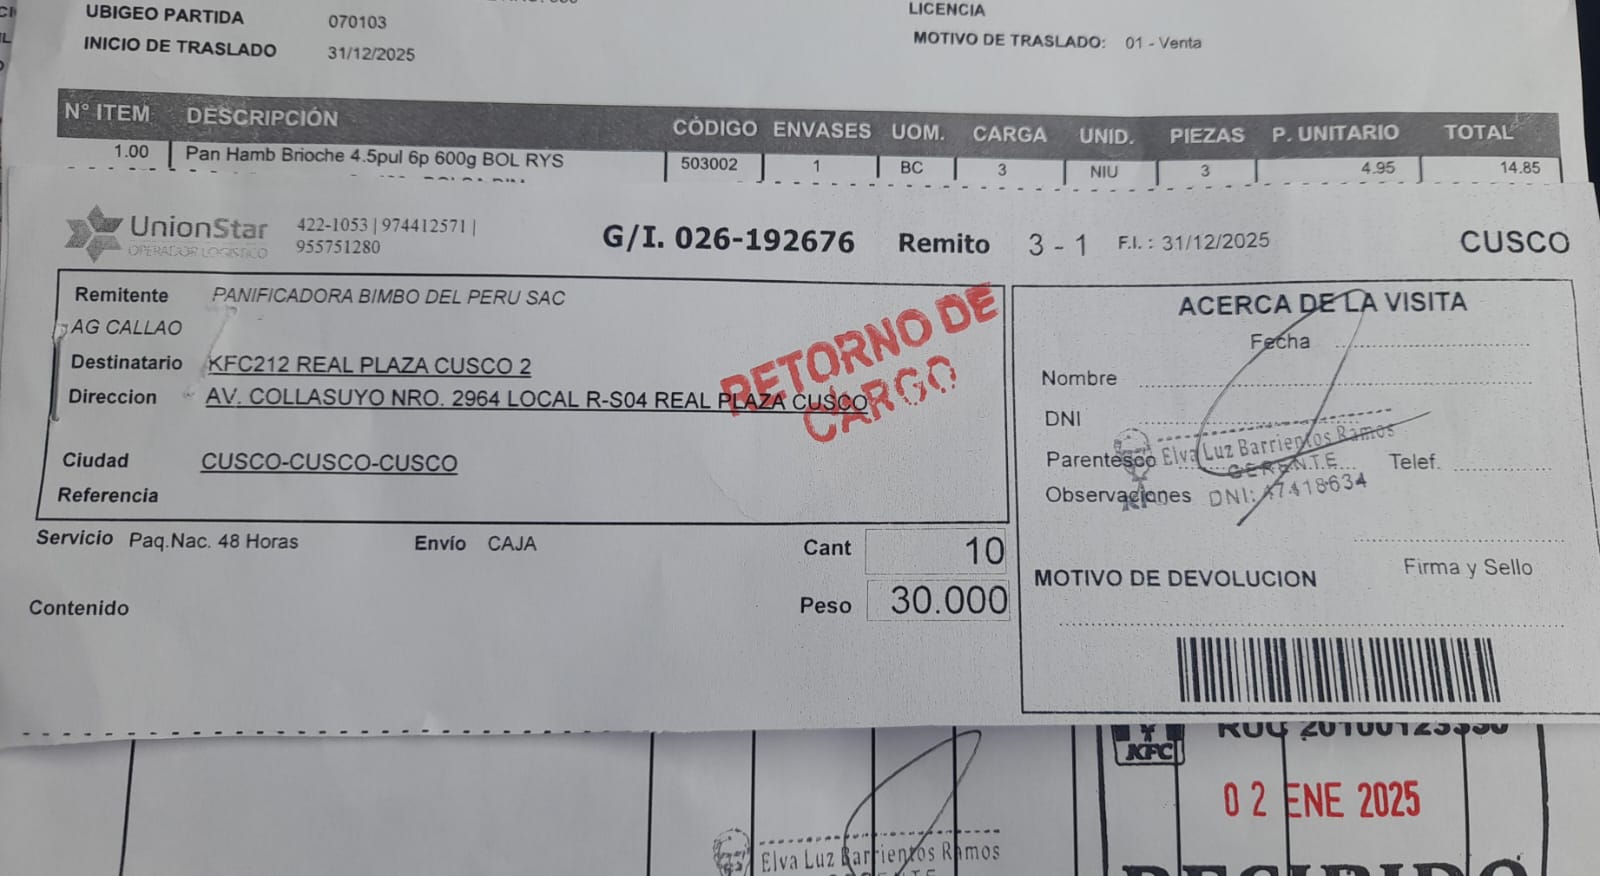 UBIGEO PARTIDA 070103
LICENCIA
INICIO DE TRASLADO 31/12/2025
MOTIVO DE TRASLADO: 01 - Venta
N° ITEM DESCRIPCIÓN CÓDIGO ENVASES UOM. CARGA UNID. PIEZAS P. UNITARIO TOTAL
1.00 Pan Hamb Brioche 4.5pul 6p 600g BOL RYS 503002 1 BC 3 NIU 3 4.95 14.85
UnionStar
OPERADOR LOGISTICO
422-1053 | 974412571 |
955751280
G/I. 026-192676 Remito 3 - 1 F.I. : 31/12/2025 CUSCO
Remitente PANIFICADORA BIMBO DEL PERU SAC
AG CALLAO
Destinatario KFC212 REAL PLAZA CUSCO 2
Direccion AV. COLLASUYO NRO. 2964 LOCAL R-S04 REAL PLAZA CUSCO
Ciudad CUSCO-CUSCO-CUSCO
Referencia
RETORNO DE
CARGO
ACERCA DE LA VISITA
Fecha
Nombre
DNI
Parentesco
Telef.
Observaciones
Elva Luz Barrientos Ramos
GERENTE
DNI: 47418634
Firma y Sello
MOTIVO DE DEVOLUCION
Servicio Paq.Nac. 48 Horas Envío CAJA Cant 10
Peso 30.000
Contenido
KFC
RUC
02 ENE 2025
Elva Luz Barrientos Ramos
RECIBIDO